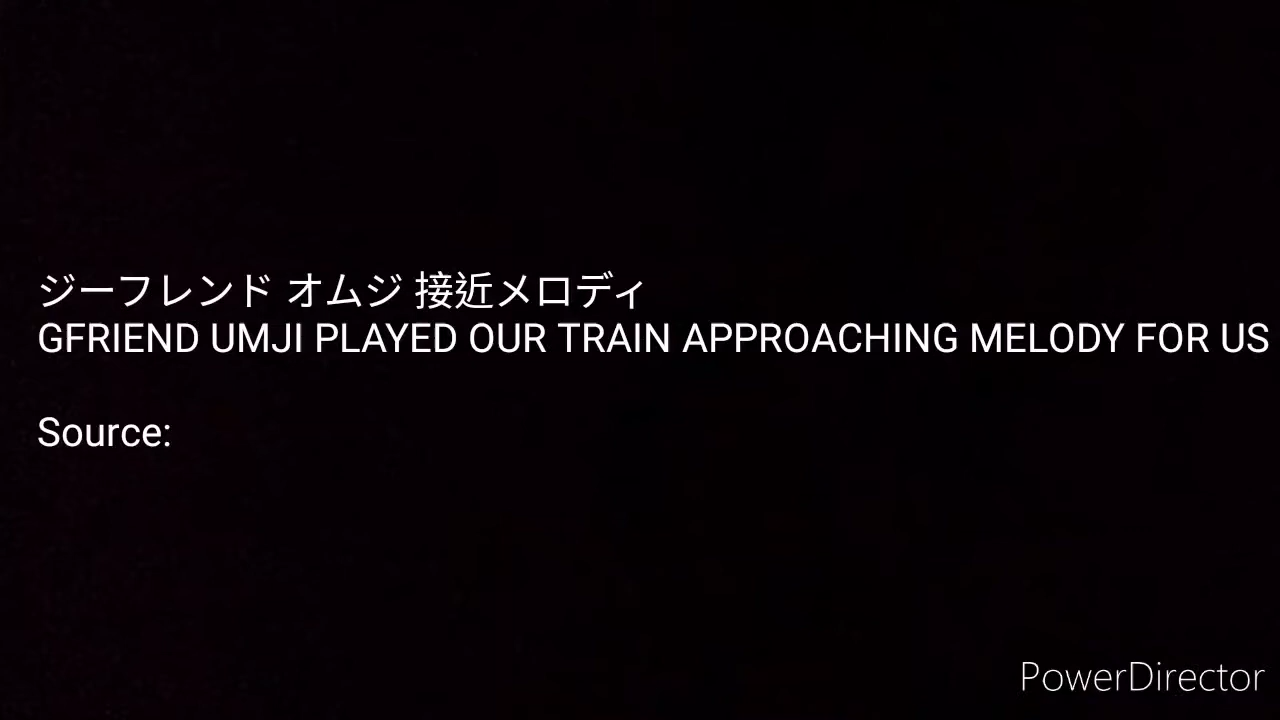 ジーフレンド オムジ 接近メロディ
GFRIEND UMJI PLAYED OUR TRAIN APPROACHING MELODY FOR US
Source:
PowerDirector